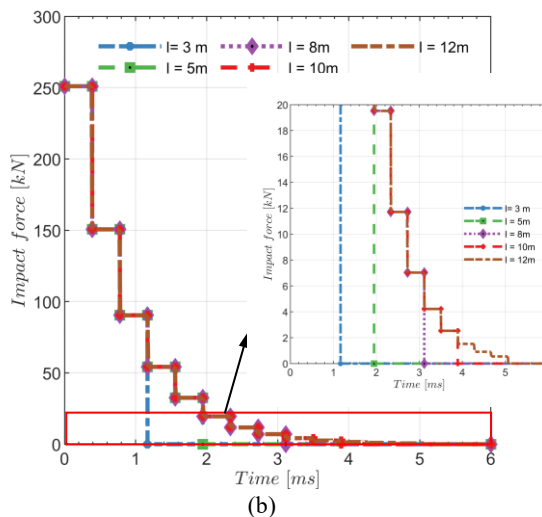 300
250
200
150
100
50
0
Impact force [kN]
l= 3 m
l = 5m
l = 8m
l = 10m
l = 12m
20
18
16
14
12
10
8
6
4
2
0
Impact force [kN]
l= 3 m
l = 5m
l = 8m
l = 10m
l = 12m
0 1 2 3 4 5
Time [ms]
0 1 2 3 4 5 6
Time [ms]
(b)